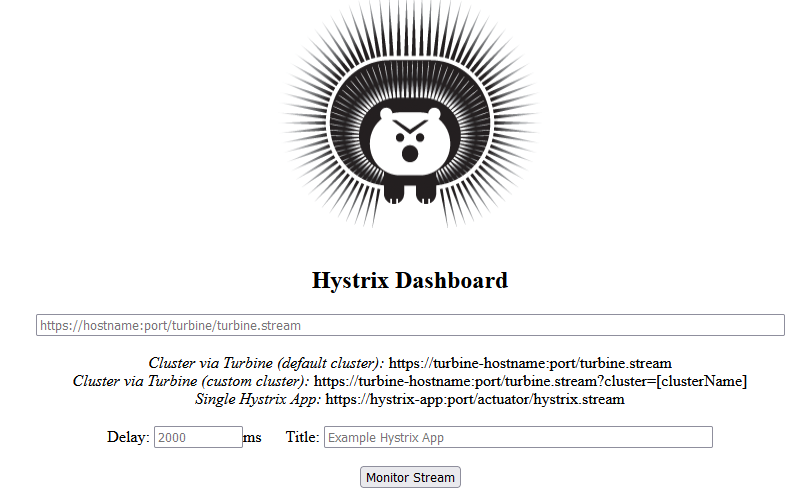 Hystrix Dashboard
https://hostname:port/turbine/turbine.stream
Cluster via Turbine (default cluster): https://turbine-hostname:port/turbine.stream
Cluster via Turbine (custom cluster): https://turbine-hostname:port/turbine.stream?cluster=[clusterName]
Single Hystrix App: https://hystrix-app:port/actuator/hystrix.stream
Delay: 2000 ms Title: Example Hystrix App
Monitor Stream